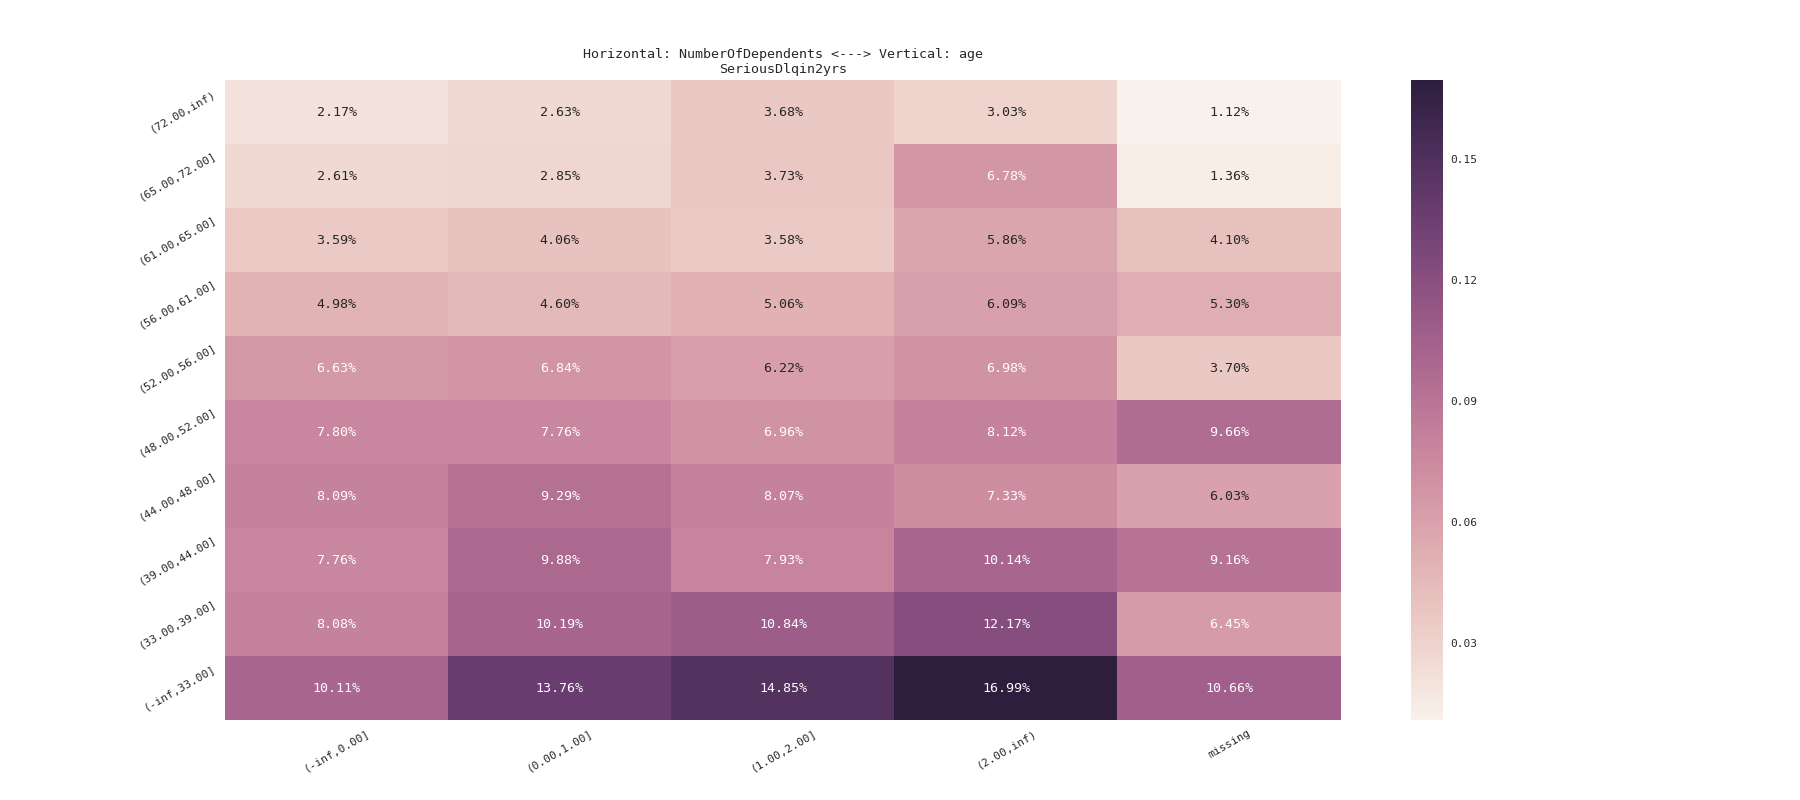 Horizontal: NumberOfDependents <---> Vertical: age
SeriousDlqin2yrs
(72.00,inf) 2.17% 2.63% 3.68% 3.03% 1.12%
0.15
(65.00,72.00] 2.61% 2.85% 3.73% 6.78% 1.36%
(61.00,65.00] 3.59% 4.06% 3.58% 5.86% 4.10%
0.12
(56.00,61.00] 4.98% 4.60% 5.06% 6.09% 5.30%
(52.00,56.00] 6.63% 6.84% 6.22% 6.98% 3.70%
0.09
(48.00,52.00] 7.80% 7.76% 6.96% 8.12% 9.66%
(44.00,48.00] 8.09% 9.29% 8.07% 7.33% 6.03%
0.06
(39.00,44.00] 7.76% 9.88% 7.93% 10.14% 9.16%
(33.00,39.00] 8.08% 10.19% 10.84% 12.17% 6.45%
0.03
(-inf,33.00] 10.11% 13.76% 14.85% 16.99% 10.66%
(-inf,0.00] (0.00,1.00] (1.00,2.00] (2.00,inf) missing